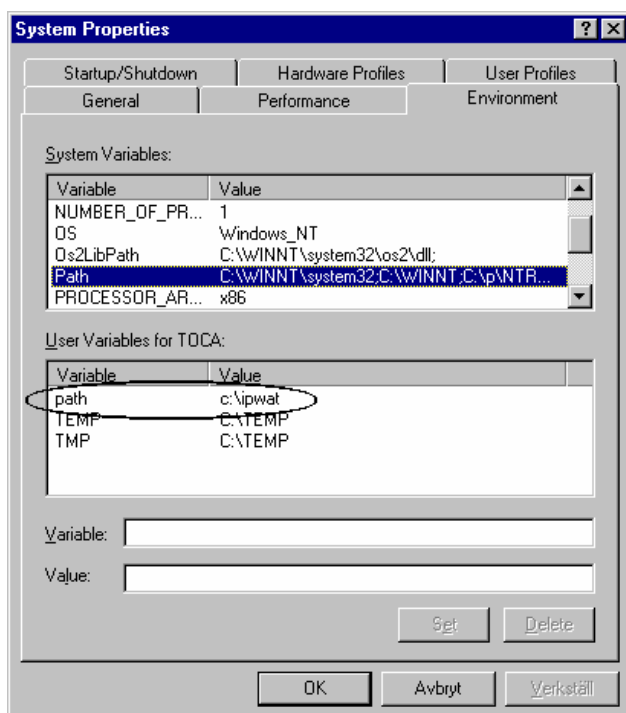 System Properties
Startup/Shutdown Hardware Profiles User Profiles
General Performance Environment
System Variables:
Variable Value
NUMBER_OF_PR... 1
OS Windows_NT
Os2LibPath C:\WINNT\system32\os2\dll;
Path C:\WINNT\system32;C:\WINNT;C:\p\NTR...
PROCESSOR_AR... x86
User Variables for TOCA:
Variable Value
path c:\ipwat
TEMP C:\TEMP
TMP C:\TEMP
Variable:
Value:
Set Delete
OK Avbryt Verkställ